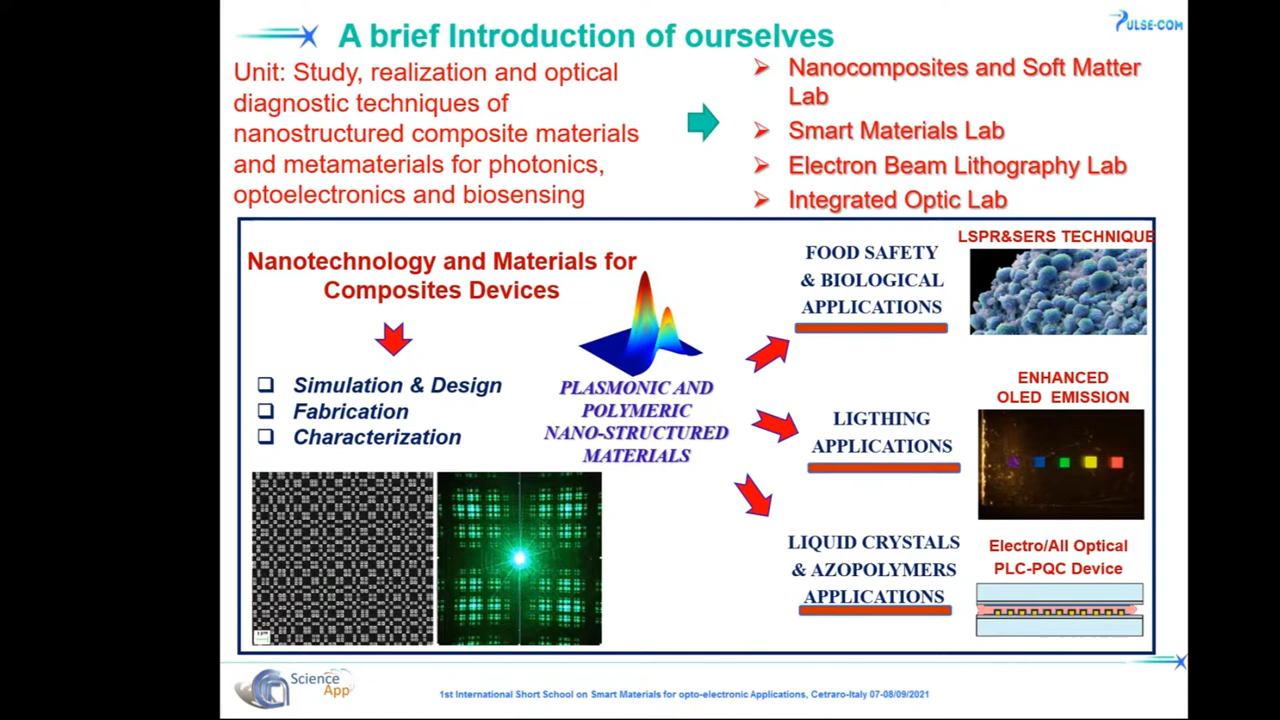 A brief Introduction of ourselves
PULSE-COM
Unit: Study, realization and optical
diagnostic techniques of
nanostructured composite materials
and metamaterials for photonics,
optoelectronics and biosensing
Nanocomposites and Soft Matter
Lab
Smart Materials Lab
Electron Beam Lithography Lab
Integrated Optic Lab
Nanotechnology and Materials for
Composites Devices
Simulation & Design
Fabrication
Characterization
PLASMONIC AND
POLYMERIC
NANO-STRUCTURED
MATERIALS
FOOD SAFETY
& BIOLOGICAL
APPLICATIONS
LSPR&SERS TECHNIQUE
LIGTHING
APPLICATIONS
ENHANCED
OLED EMISSION
LIQUID CRYSTALS
& AZOPOLYMERS
APPLICATIONS
Electro/All Optical
PLC-PQC Device
Science
App
1st International Short School on Smart Materials for opto-electronic Applications, Cetraro-Italy 07-08/09/2021